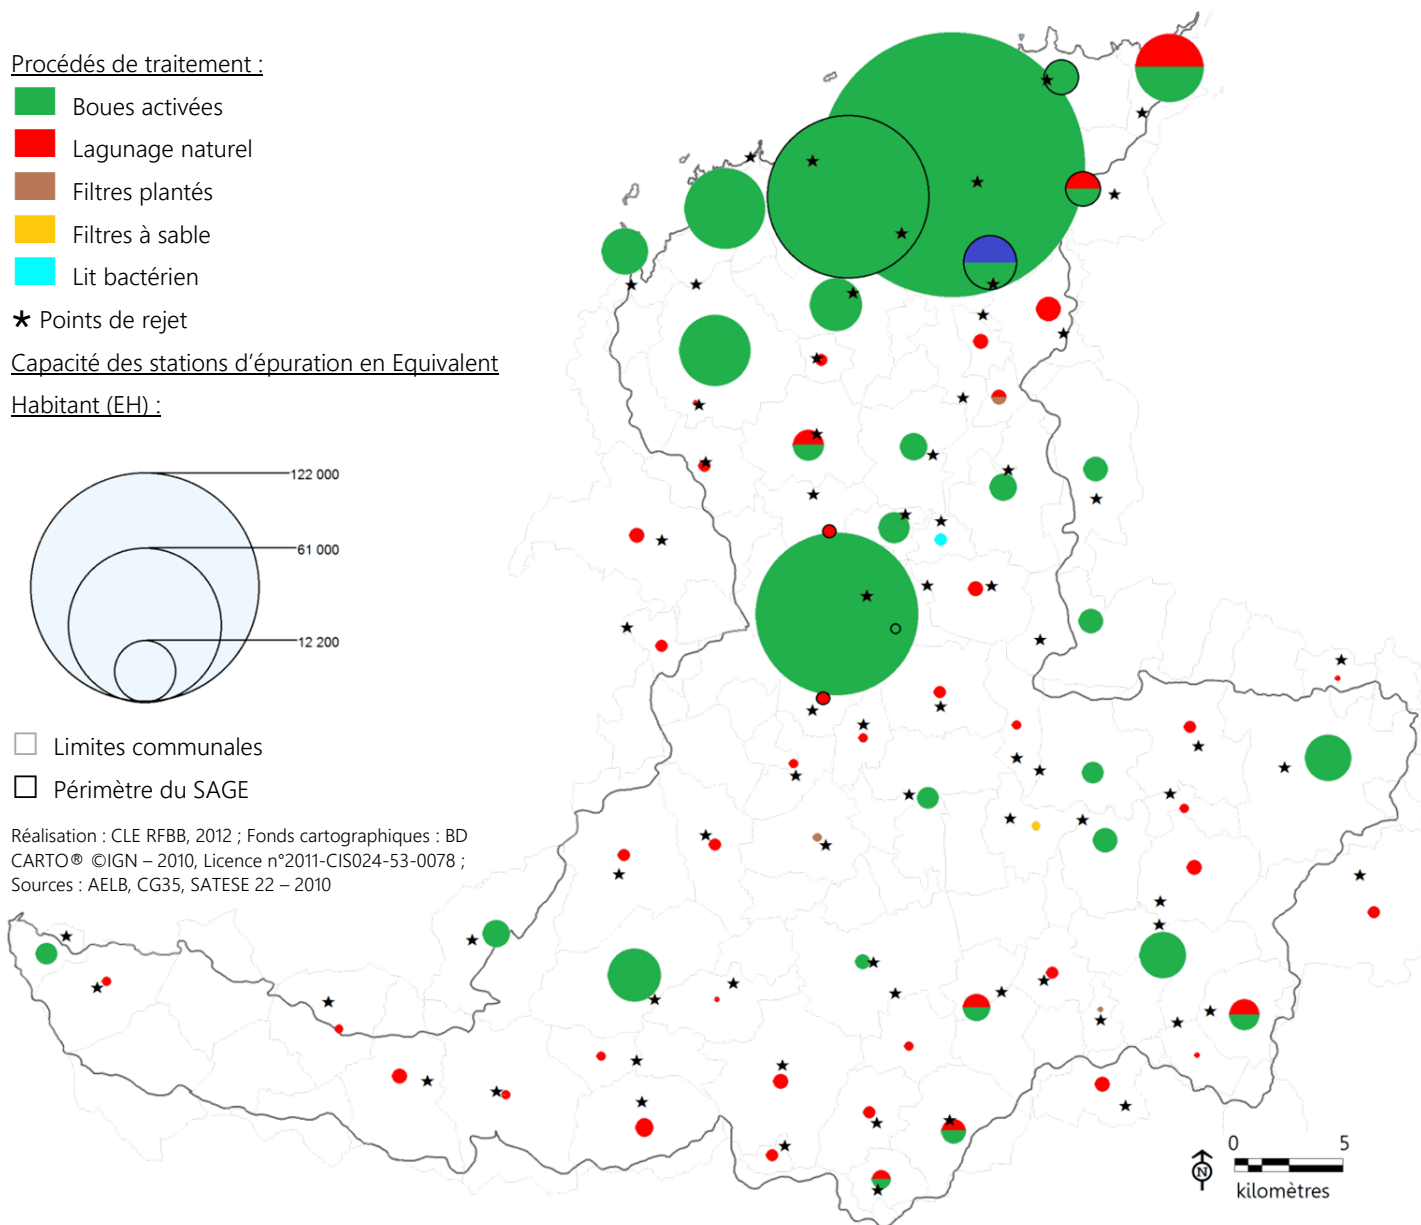 Procédés de traitement :
Boues activées
Lagunage naturel
Filtres plantés
Filtres à sable
Lit bactérien
Points de rejet
Capacité des stations d'épuration en Equivalent
Habitant (EH) :
122 000
61 000
12 200
Limites communales
Périmètre du SAGE
Réalisation : CLE RFBB, 2012 ; Fonds cartographiques : BD
CARTO® ©IGN – 2010, Licence n°2011-CIS024-53-0078 ;
Sources : AELB, CG35, SATESE 22 – 2010
0 5
N
kilomètres